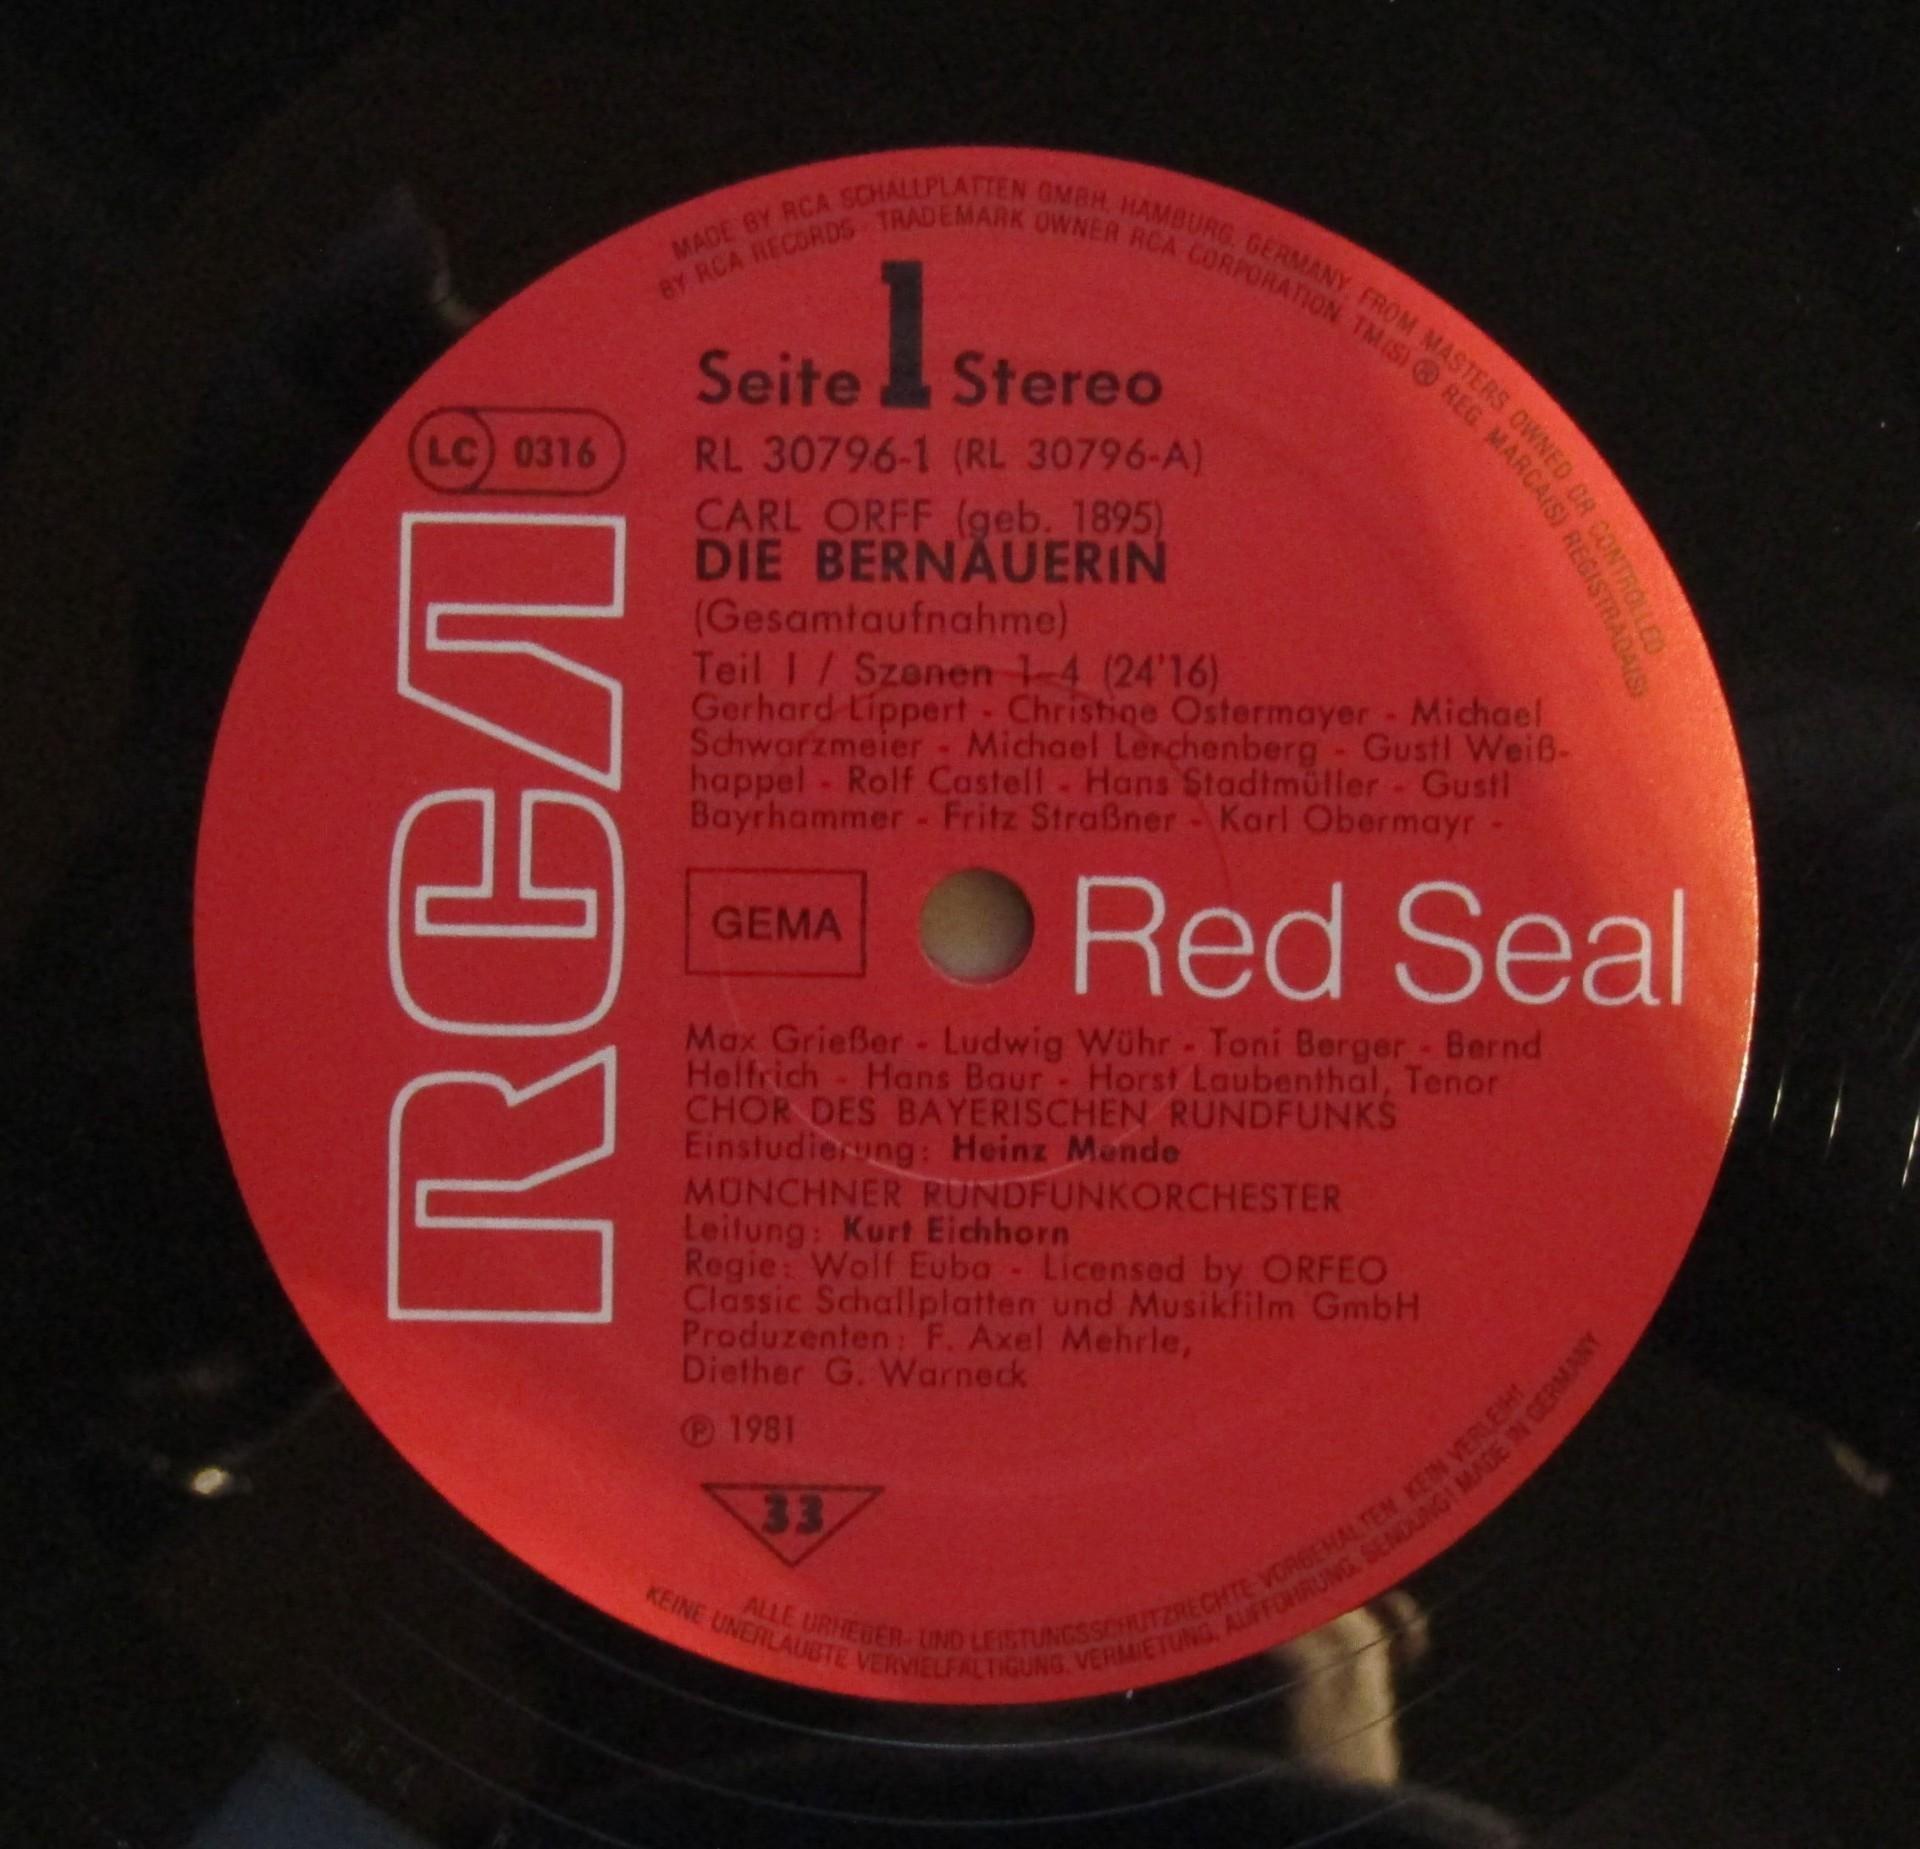 MADE BY RCA SCHALLPLATTEN GMBH, HAMBURG, GERMANY, FROM MASTERS OWNED OR CONTROLLED
BY RCA RECORDS · TRADEMARK OWNER RCA CORPORATION. TM(S) ® REG. MARCA(S) REGISTRADA(S)
Seite 1 Stereo
LC 0316
RL 30796-1 (RL 30796-A)
CARL ORFF (geb. 1895)
DIE BERNAUERIN
(Gesamtaufnahme)
Teil I / Szenen 1-4 (24'16)
Gerhard Lippert - Christine Ostermayer - Michael
Schwarzmeier - Michael Lerchenberg - Gustl Weiß-
happel - Rolf Castell - Hans Stadtmüller - Gustl
Bayrhammer - Fritz Straßner - Karl Obermayr -
RCA
GEMA
Red Seal
Max Grießer - Ludwig Wühr - Toni Berger - Bernd
Helfrich - Hans Baur - Horst Laubenthal, Tenor
CHOR DES BAYERISCHEN RUNDFUNKS
Einstudierung: Heinz Mende
MÜNCHNER RUNDFUNKORCHESTER
Leitung: Kurt Eichhorn
Regie: Wolf Euba - Licensed by ORFEO
Classic Schallplatten und Musikfilm GmbH
Produzenten: F. Axel Mehrle,
Diether G. Warneck
℗ 1981
33
ALLE URHEBER- UND LEISTUNGSSCHUTZRECHTE VORBEHALTEN. KEIN VERLEIH!
KEINE UNERLAUBTE VERVIELFÄLTIGUNG, VERMIETUNG, AUFFÜHRUNG, SENDUNG! MADE IN GERMANY